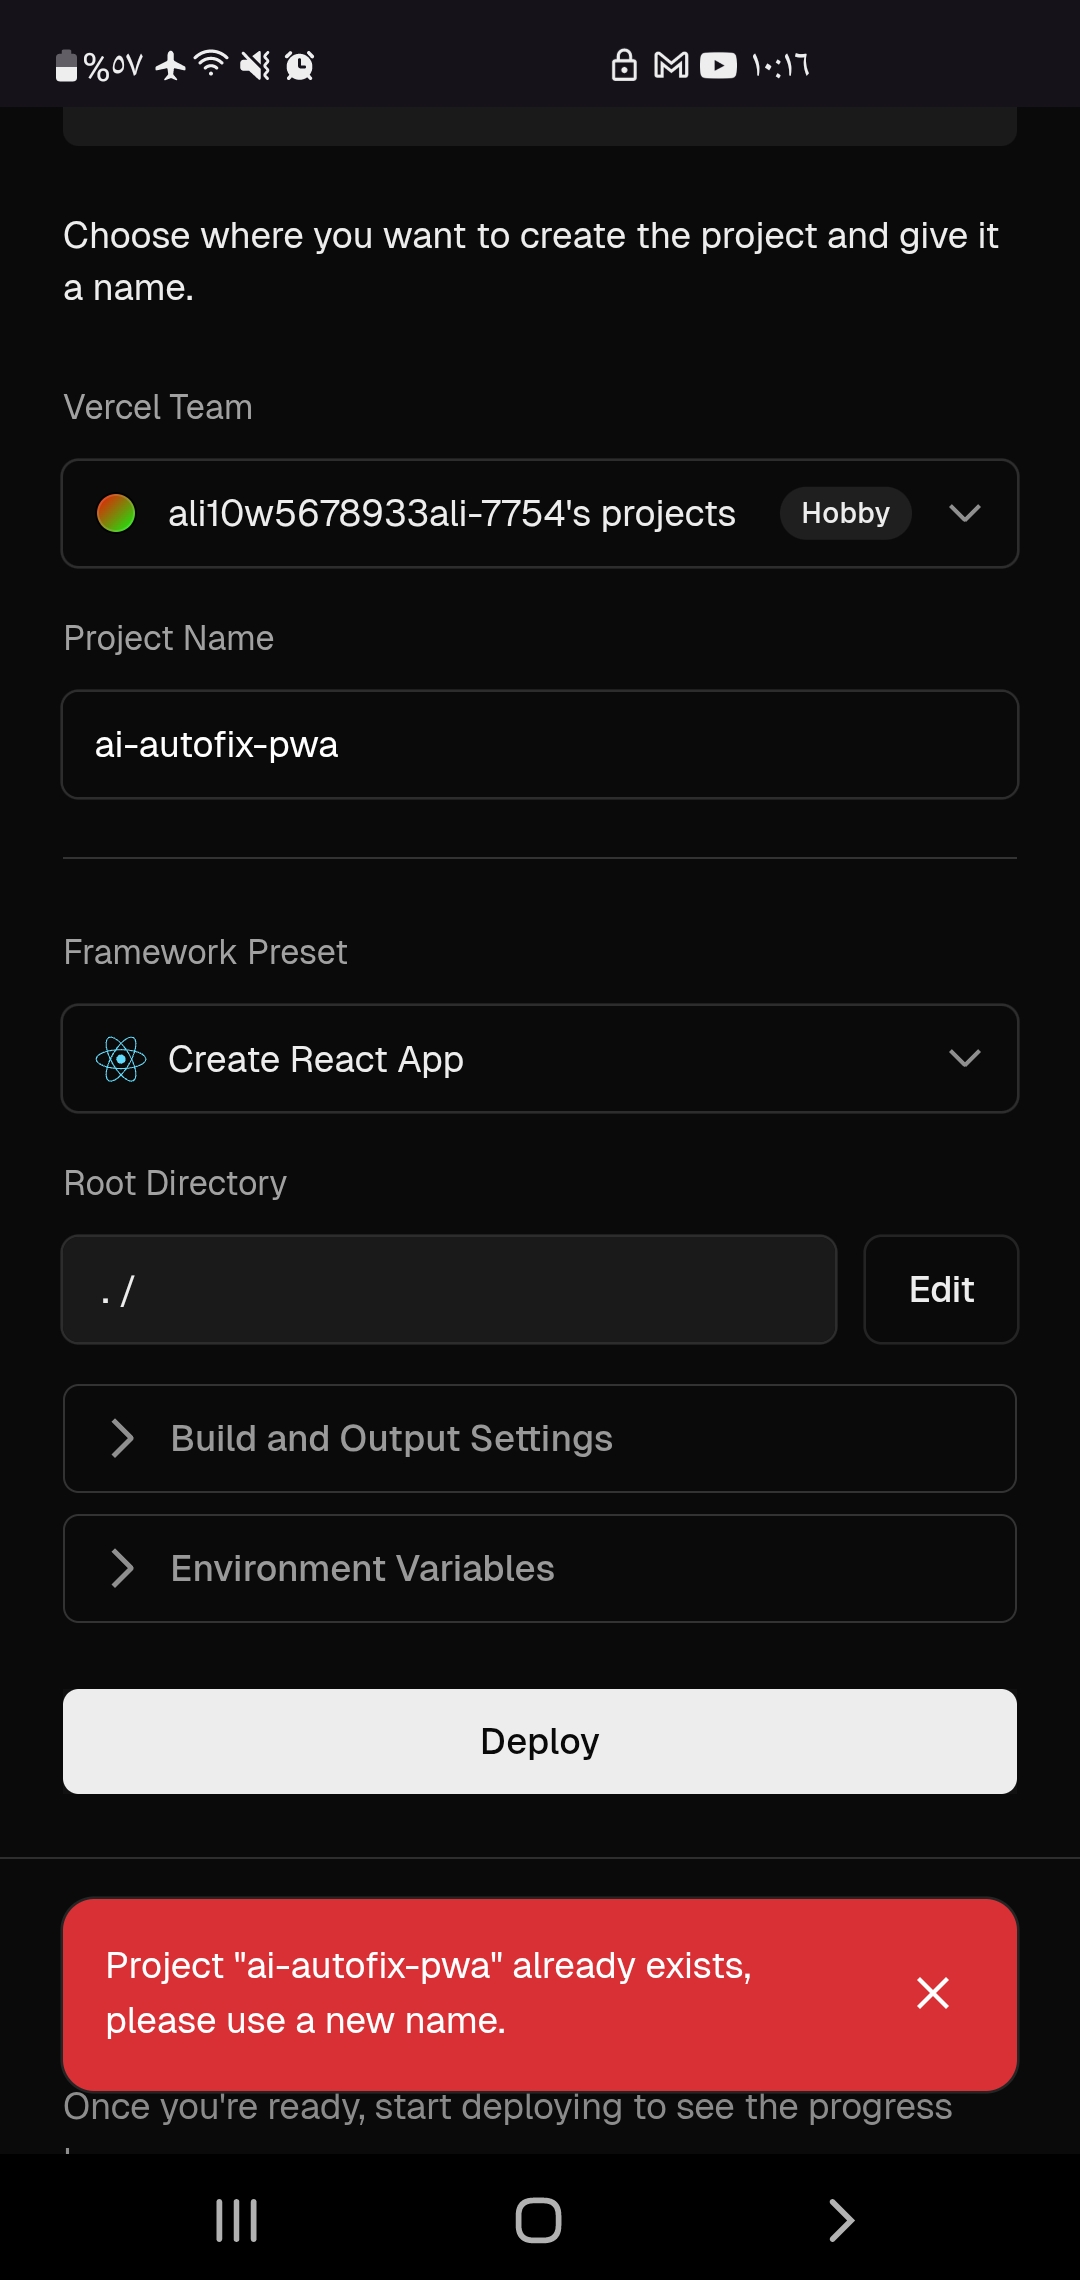 %٥٧ ١٠:١٦
Choose where you want to create the project and give it
a name.
Vercel Team
ali10w5678933ali-7754's projects Hobby
Project Name
ai-autofix-pwa
Framework Preset
Create React App
Root Directory
./ Edit
Build and Output Settings
Environment Variables
Deploy
Project "ai-autofix-pwa" already exists,
please use a new name.
Once you're ready, start deploying to see the progress